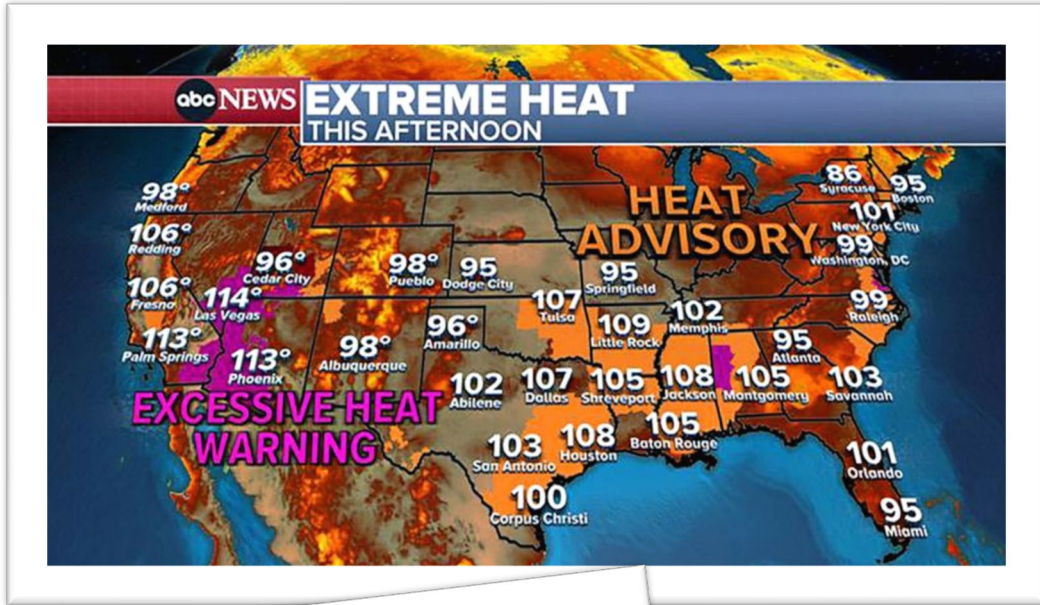 abc NEWS
EXTREME HEAT
THIS AFTERNOON
HEAT
ADVISORY
EXCESSIVE HEAT
WARNING
98°
Medford
106°
Redding
106°
Fresno
96°
Cedar City
114°
Las Vegas
113°
Palm Springs
113°
Phoenix
98°
Pueblo
95
Dodge City
98°
Albuquerque
96°
Amarillo
102
Abilene
107
Dallas
103
San Antonio
108
Houston
100
Corpus Christi
107
Tulsa
95
Springfield
109
Little Rock
105
Shreveport
102
Memphis
108
Jackson
105
Baton Rouge
105
Montgomery
95
Atlanta
103
Savannah
101
Orlando
95
Miami
86
Syracuse
95
Boston
101
New York City
99
Washington, DC
99
Raleigh